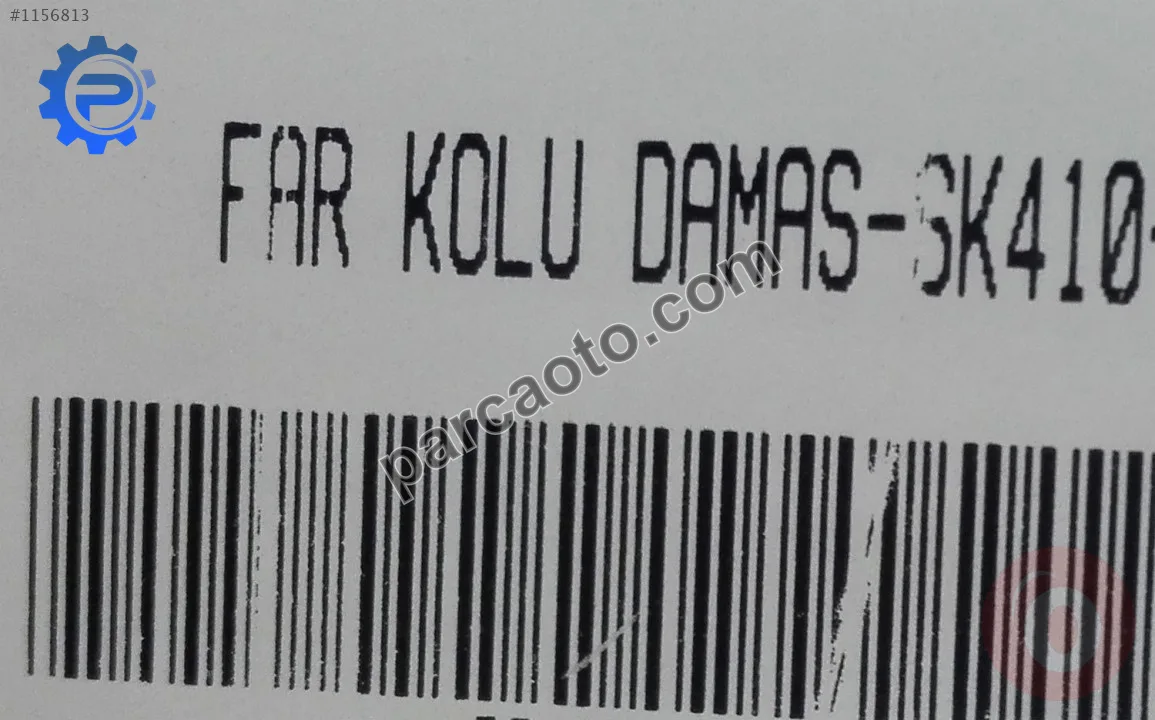 #1156813
FAR KOLU DAMAS-SK410-
parcaoto.com